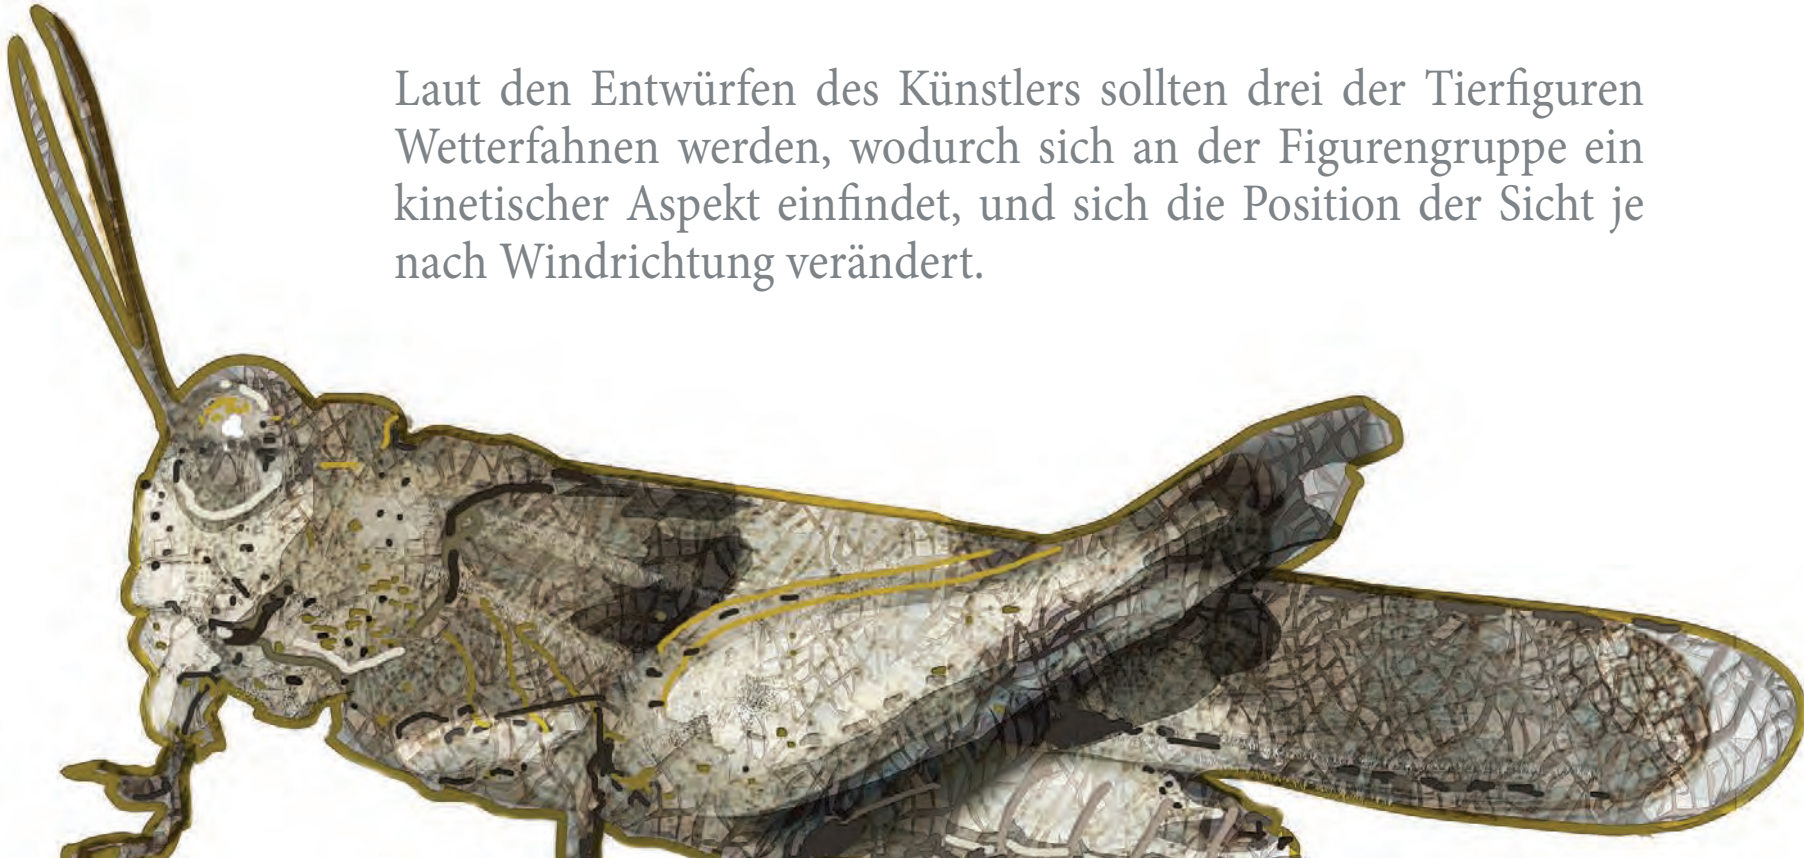 Laut den Entwürfen des Künstlers sollten drei der Tierfiguren
Wetterfahnen werden, wodurch sich an der Figurengruppe ein
kinetischer Aspekt einfindet, und sich die Position der Sicht je
nach Windrichtung verändert.